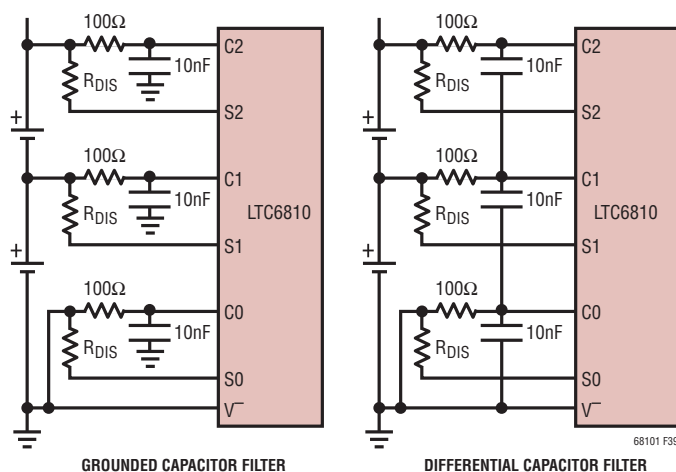 100Ω
C2
10nF
RDIS
S2
+
100Ω
C1
10nF
RDIS
LTC6810
S1
+
100Ω
C0
10nF
RDIS
S0
V–
GROUNDED CAPACITOR FILTER
100Ω
C2
10nF
RDIS
S2
+
100Ω
C1
10nF
RDIS
LTC6810
S1
+
100Ω
C0
10nF
RDIS
S0
V–
68101 F39
DIFFERENTIAL CAPACITOR FILTER